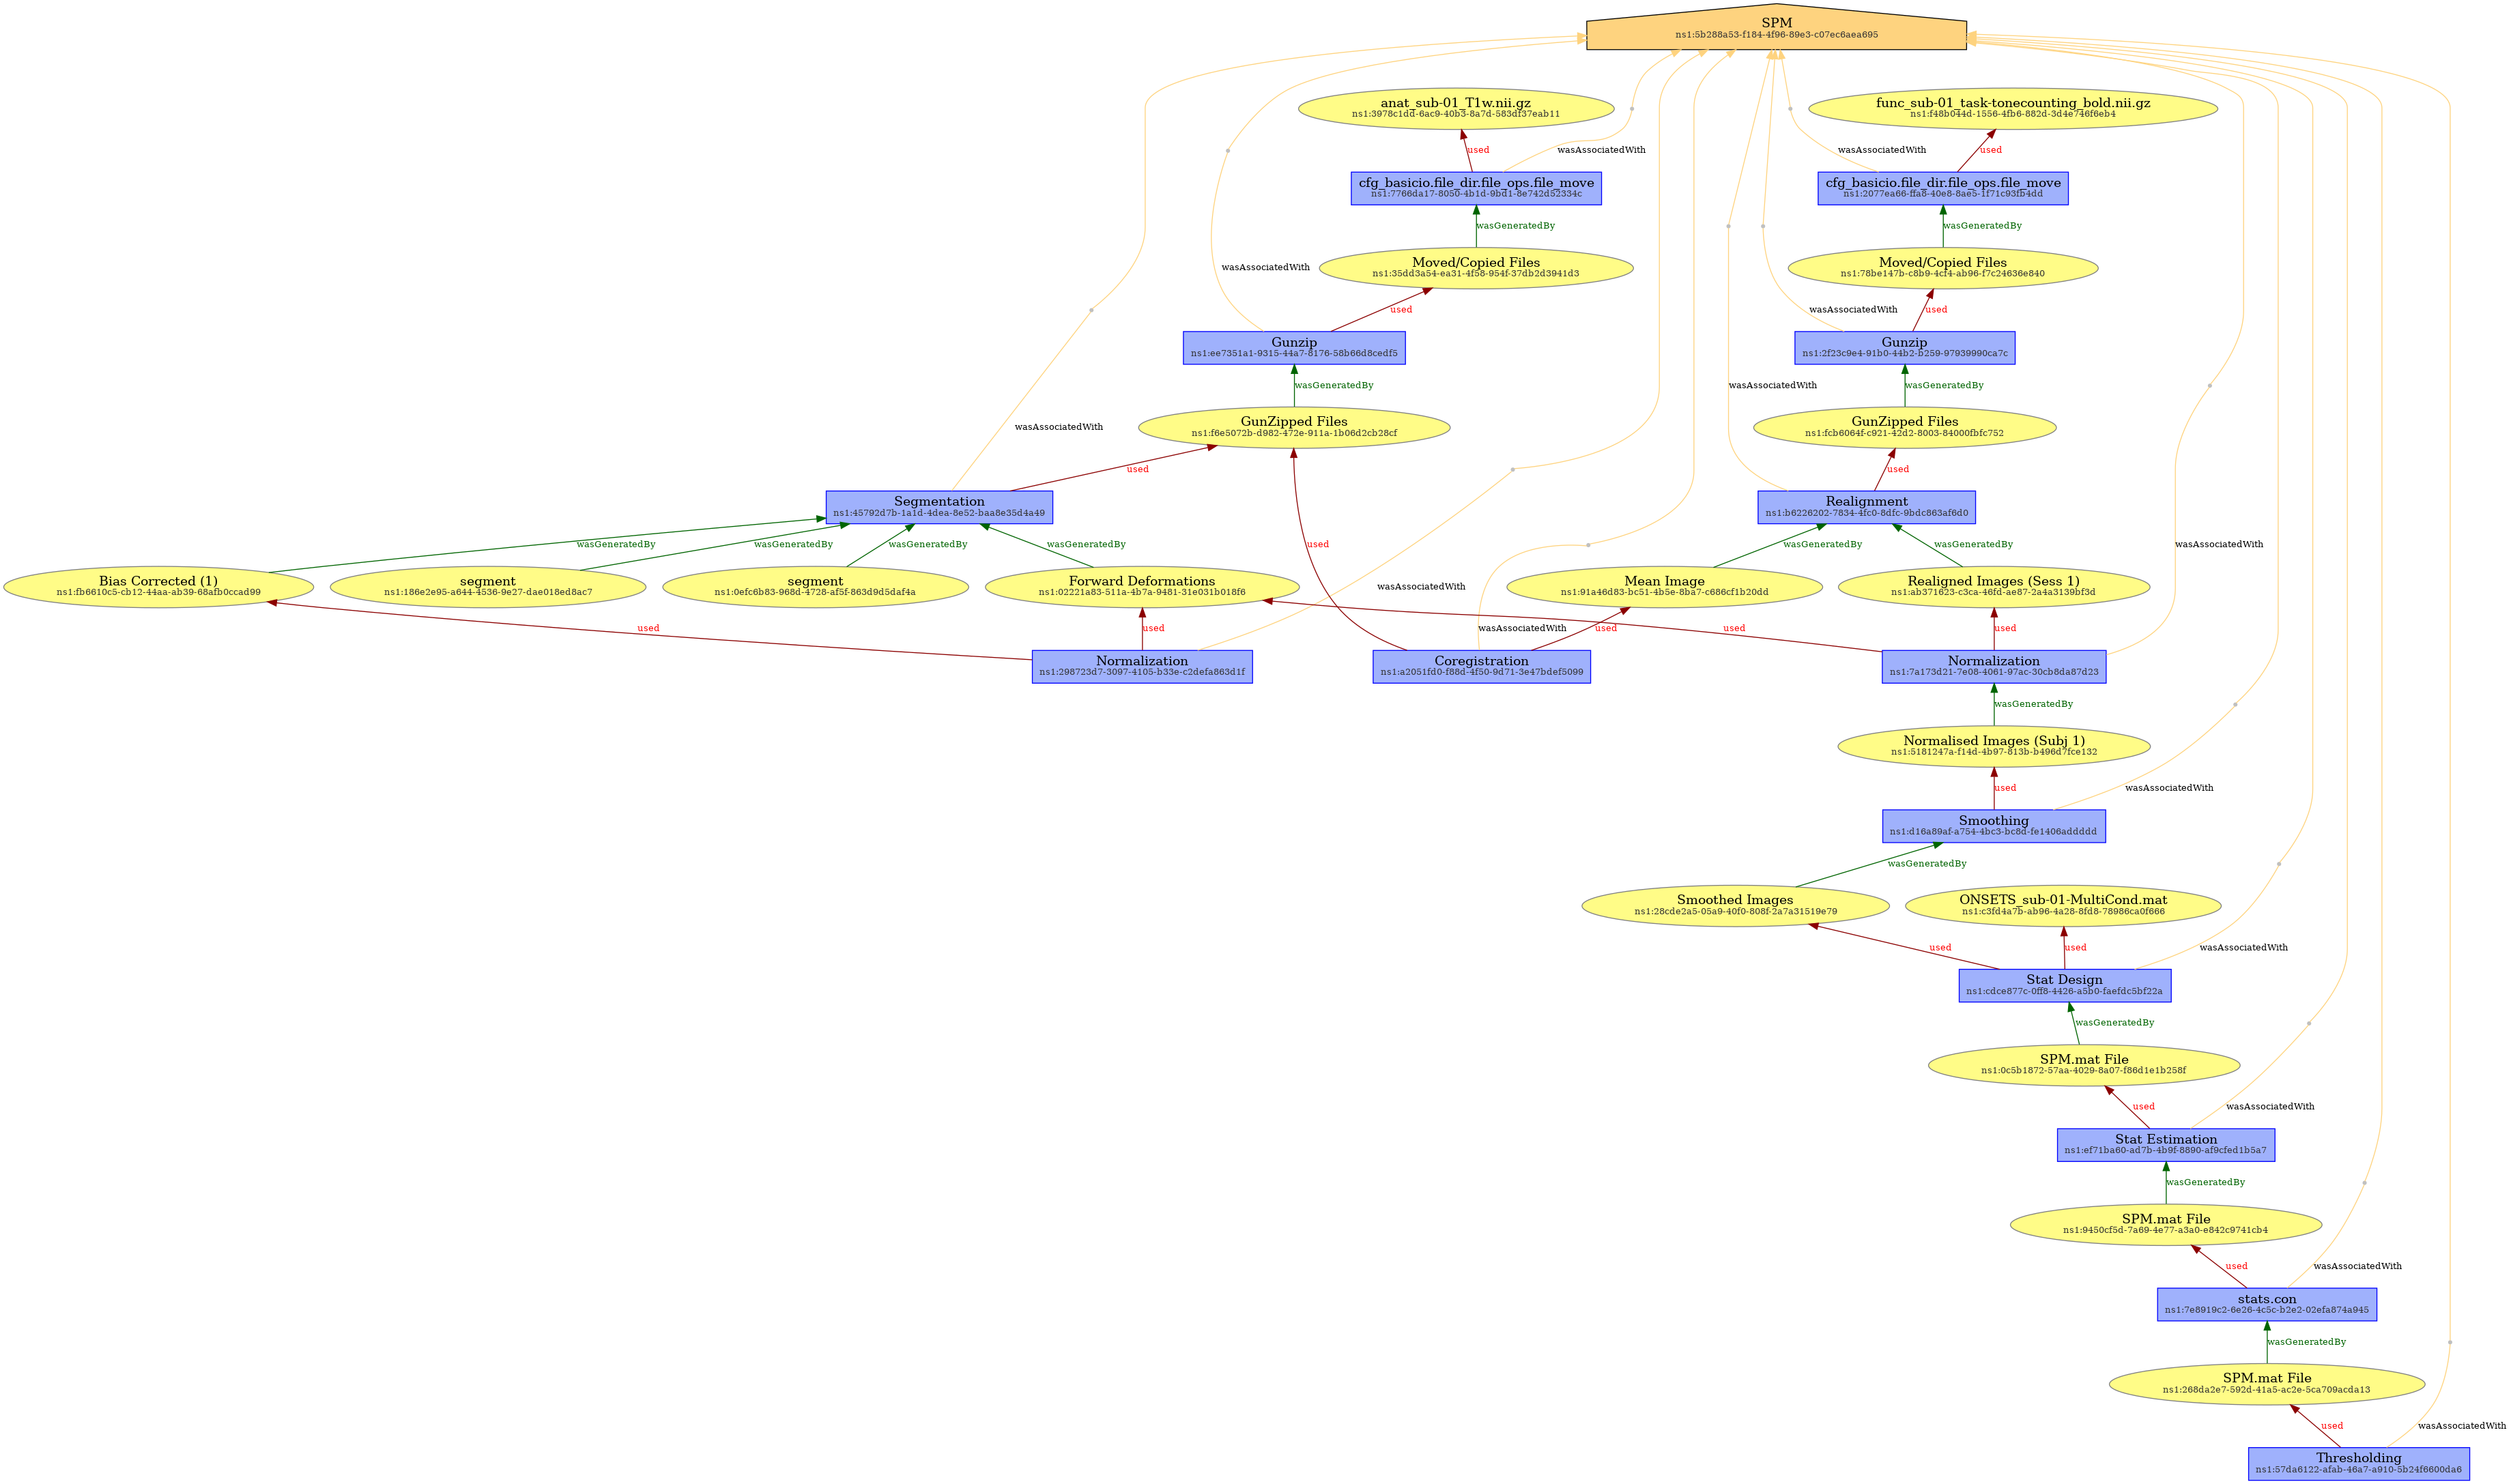 SPM
ns1:5b288a53-f184-4f96-89e3-c07ec6aea695
anat_sub-01_T1w.nii.gz
ns1:3978c1dd-6ac9-40b3-8a7d-583df37eab11
func_sub-01_task-tonecounting_bold.nii.gz
ns1:f48b044d-1556-4fb6-882d-3d4e746f6eb4
used
wasAssociatedWith
wasAssociatedWith
used
cfg_basicio.file_dir.file_ops.file_move
ns1:7766da17-8050-4b1d-9bd1-8e742d52334c
cfg_basicio.file_dir.file_ops.file_move
ns1:2077ea66-ffa8-40e8-8ae5-1f71c93fb4dd
wasGeneratedBy
wasGeneratedBy
wasAssociatedWith
Moved/Copied Files
ns1:35dd3a54-ea31-4f58-954f-37db2d3941d3
Moved/Copied Files
ns1:78be147b-c8b9-4cf4-ab96-f7c24636e840
used
wasAssociatedWith
used
Gunzip
ns1:ee7351a1-9315-44a7-8176-58b66d8cedf5
Gunzip
ns1:2f23c9e4-91b0-44b2-b259-97939990ca7c
wasGeneratedBy
wasAssociatedWith
wasGeneratedBy
wasAssociatedWith
GunZipped Files
ns1:f6e5072b-d982-472e-911a-1b06d2cb28cf
GunZipped Files
ns1:fcb6064f-c921-42d2-8003-84000fbfc752
used
used
Segmentation
ns1:45792d7b-1a1d-4dea-8e52-baa8e35d4a49
Realignment
ns1:b6226202-7834-4fc0-8dfc-9bdc863af6d0
wasGeneratedBy
wasGeneratedBy
wasGeneratedBy
wasGeneratedBy
used
wasGeneratedBy
wasGeneratedBy
wasAssociatedWith
Bias Corrected (1)
ns1:fb6610c5-cb12-44aa-ab39-68afb0ccad99
segment
ns1:186e2e95-a644-4536-9e27-dae018ed8ac7
segment
ns1:0efc6b83-968d-4728-af5f-863d9d5daf4a
Forward Deformations
ns1:02221a83-511a-4b7a-9481-31e031b018f6
wasAssociatedWith
Mean Image
ns1:91a46d83-bc51-4b5e-8ba7-c686cf1b20dd
Realigned Images (Sess 1)
ns1:ab371623-c3ca-46fd-ae87-2a4a3139bf3d
used
used
wasAssociatedWith
used
used
used
Normalization
ns1:298723d7-3097-4105-b33e-c2defa863d1f
Coregistration
ns1:a2051fd0-f88d-4f50-9d71-3e47bdef5099
Normalization
ns1:7a173d21-7e08-4061-97ac-30cb8da87d23
wasGeneratedBy
Normalised Images (Subj 1)
ns1:5181247a-f14d-4b97-813b-b496d7fce132
used
wasAssociatedWith
Smoothing
ns1:d16a89af-a754-4bc3-bc8d-fe1406addddd
wasGeneratedBy
Smoothed Images
ns1:28cde2a5-05a9-40f0-808f-2a7a31519e79
ONSETS_sub-01-MultiCond.mat
ns1:c3fd4a7b-ab96-4a28-8fd8-78986ca0f666
used
used
wasAssociatedWith
Stat Design
ns1:cdce877c-0ff8-4426-a5b0-faefdc5bf22a
wasGeneratedBy
SPM.mat File
ns1:0c5b1872-57aa-4029-8a07-f86d1e1b258f
used
wasAssociatedWith
Stat Estimation
ns1:ef71ba60-ad7b-4b9f-8890-af9cfed1b5a7
wasGeneratedBy
SPM.mat File
ns1:9450cf5d-7a69-4e77-a3a0-e842c9741cb4
used
wasAssociatedWith
stats.con
ns1:7e8919c2-6e26-4c5c-b2e2-02efa874a945
wasGeneratedBy
SPM.mat File
ns1:268da2e7-592d-41a5-ac2e-5ca709acda13
used
wasAssociatedWith
Thresholding
ns1:57da6122-afab-46a7-a910-5b24f6600da6